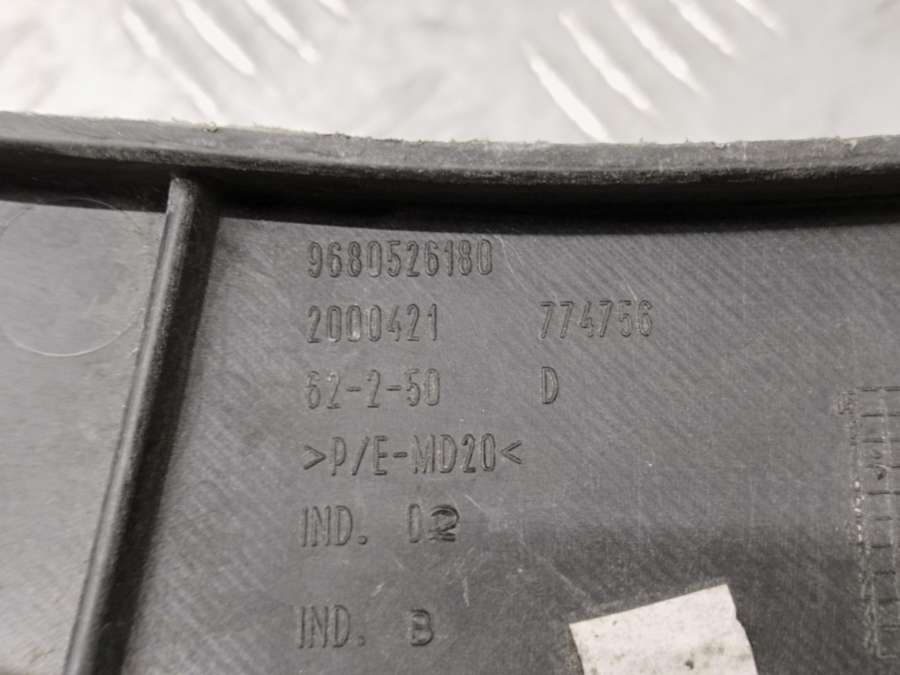 9680526180
2000421 774756
62-2-50 D
>P/E-MD20<
IND. 02
IND. B